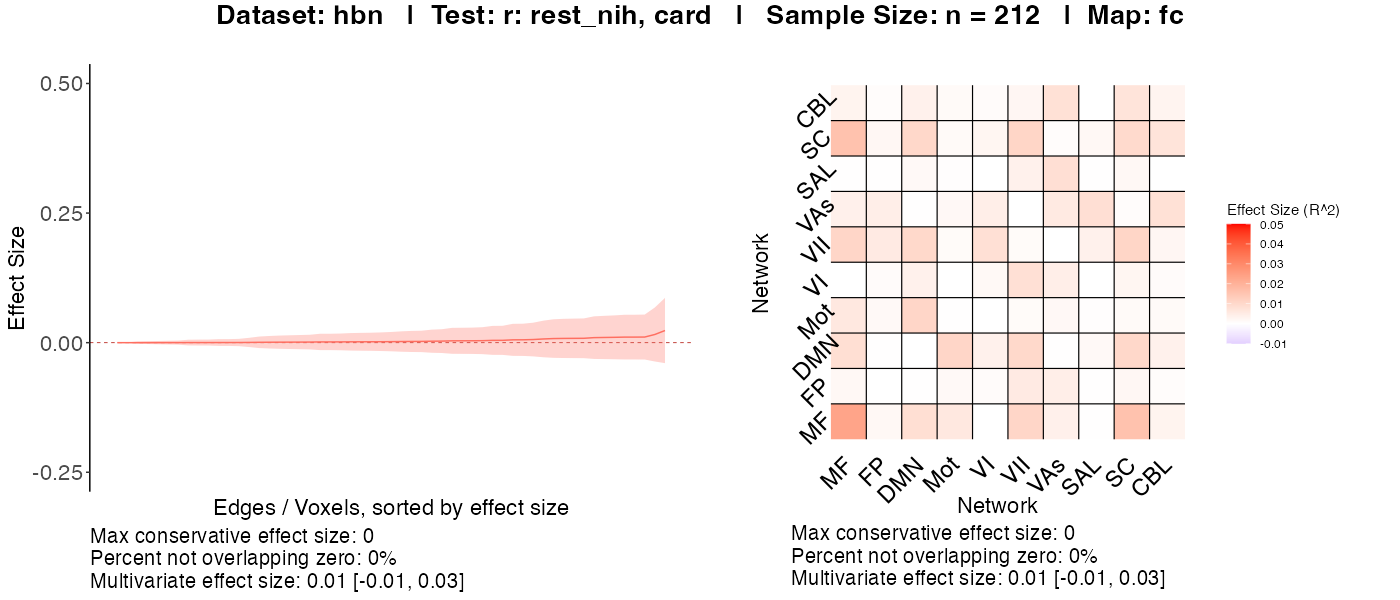 Dataset: hbn | Test: r: rest_nih, card | Sample Size: n = 212 | Map: fc
0.50
0.25
0.00
-0.25
Effect Size
Edges / Voxels, sorted by effect size
Max conservative effect size: 0
Percent not overlapping zero: 0%
Multivariate effect size: 0.01 [-0.01, 0.03]
Network
CBL
SC
SAL
VAs
VII
VI
Mot
DMN
FP
MF
MF
FP
DMN
Mot
VI
VII
VAs
SAL
SC
CBL
Network
Max conservative effect size: 0
Percent not overlapping zero: 0%
Multivariate effect size: 0.01 [-0.01, 0.03]
Effect Size (R^2)
0.05
0.04
0.03
0.02
0.01
0.00
-0.01